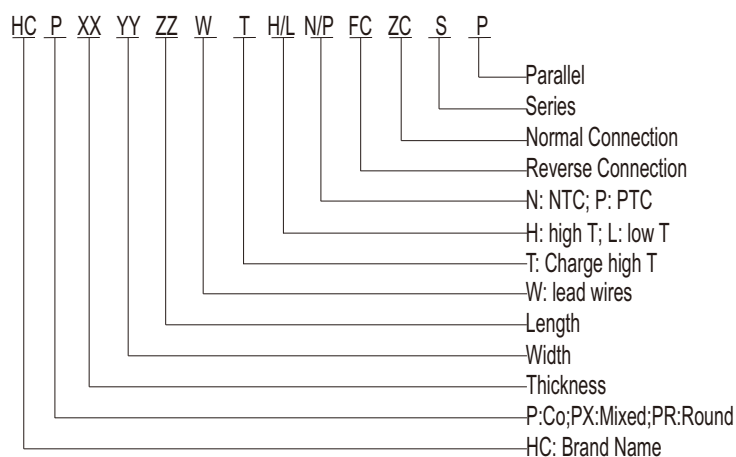 HC P XX YY ZZ W T H/L N/P FC ZC S P
Parallel
Series
Normal Connection
Reverse Connection
N: NTC; P: PTC
H: high T; L: low T
T: Charge high T
W: lead wires
Length
Width
Thickness
P:Co;PX:Mixed;PR:Round
HC: Brand Name